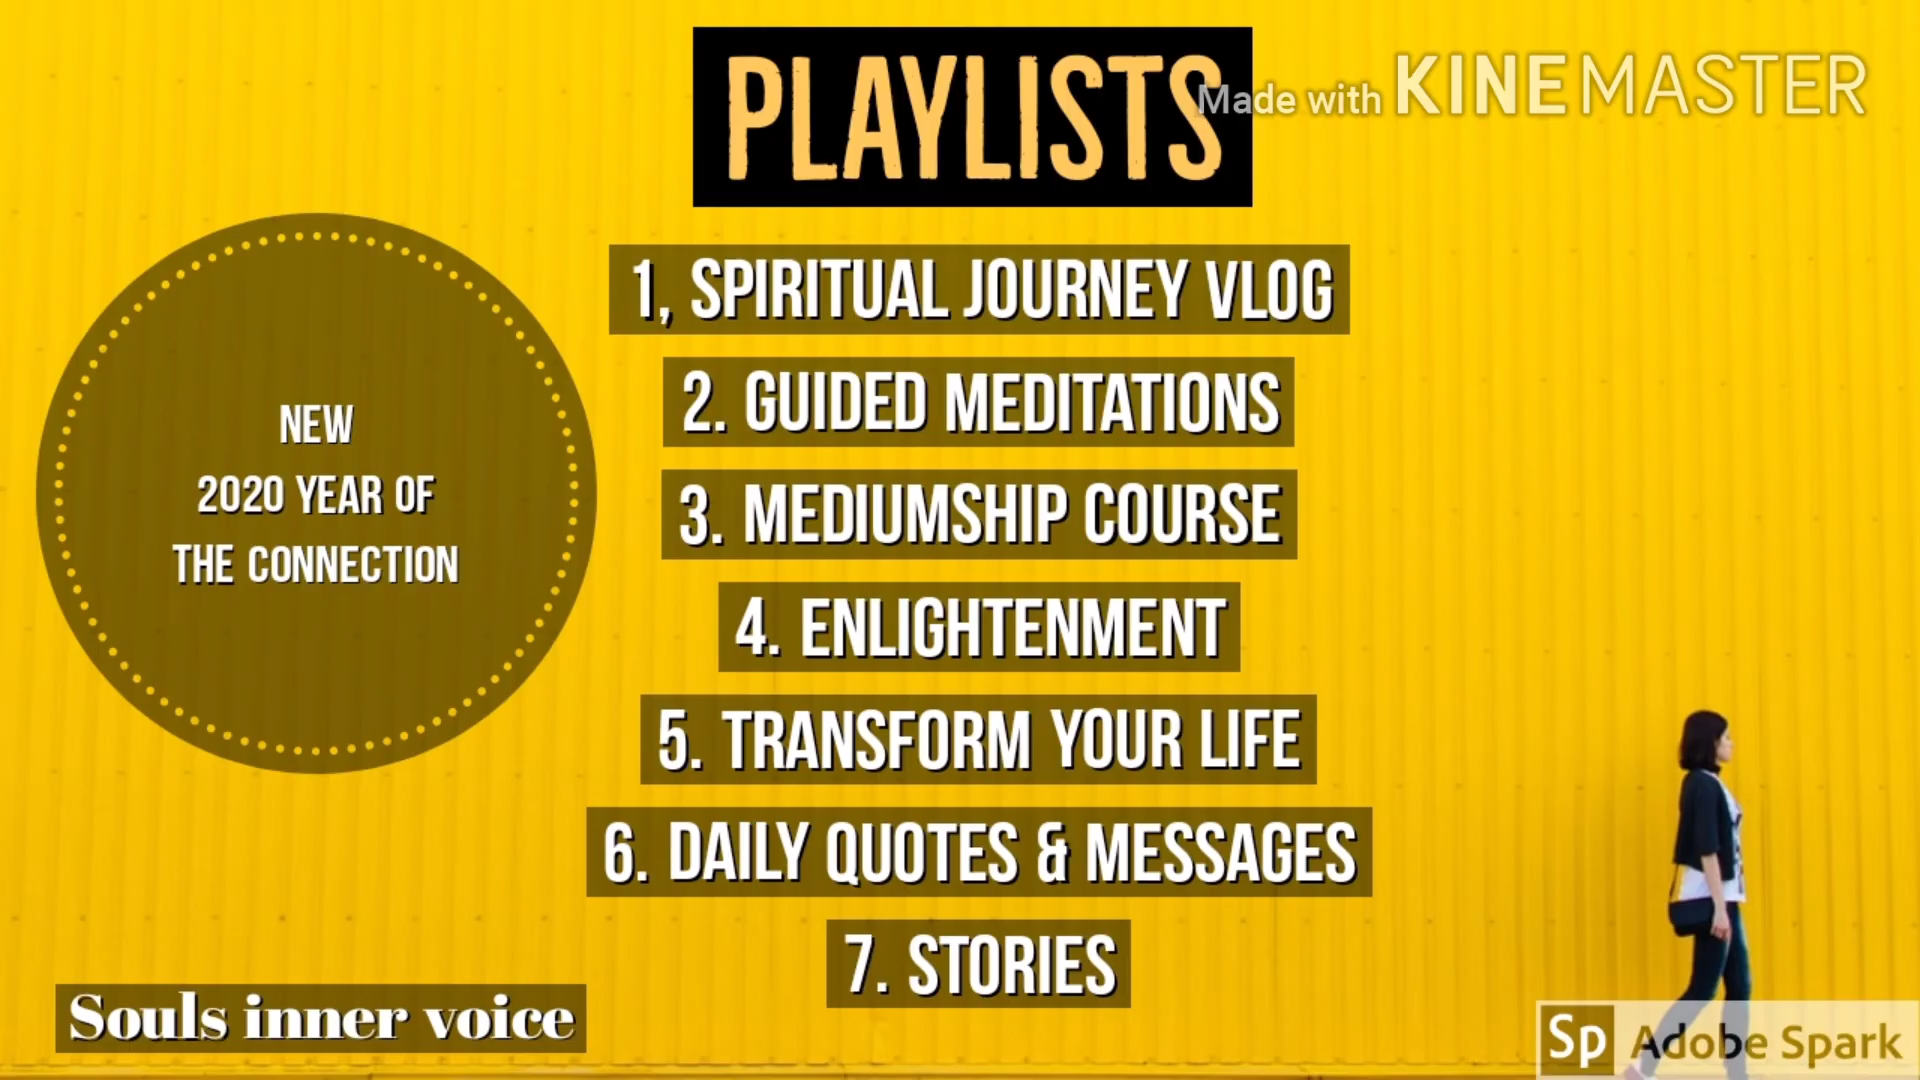 PLAYLISTS
Made with KINEMASTER
1, SPIRITUAL JOURNEY VLOG
2. GUIDED MEDITATIONS
3. MEDIUMSHIP COURSE
4. ENLIGHTENMENT
5. TRANSFORM YOUR LIFE
6. DAILY QUOTES & MESSAGES
7. STORIES
NEW
2020 YEAR OF
THE CONNECTION
Souls inner voice
Sp Adobe Spark